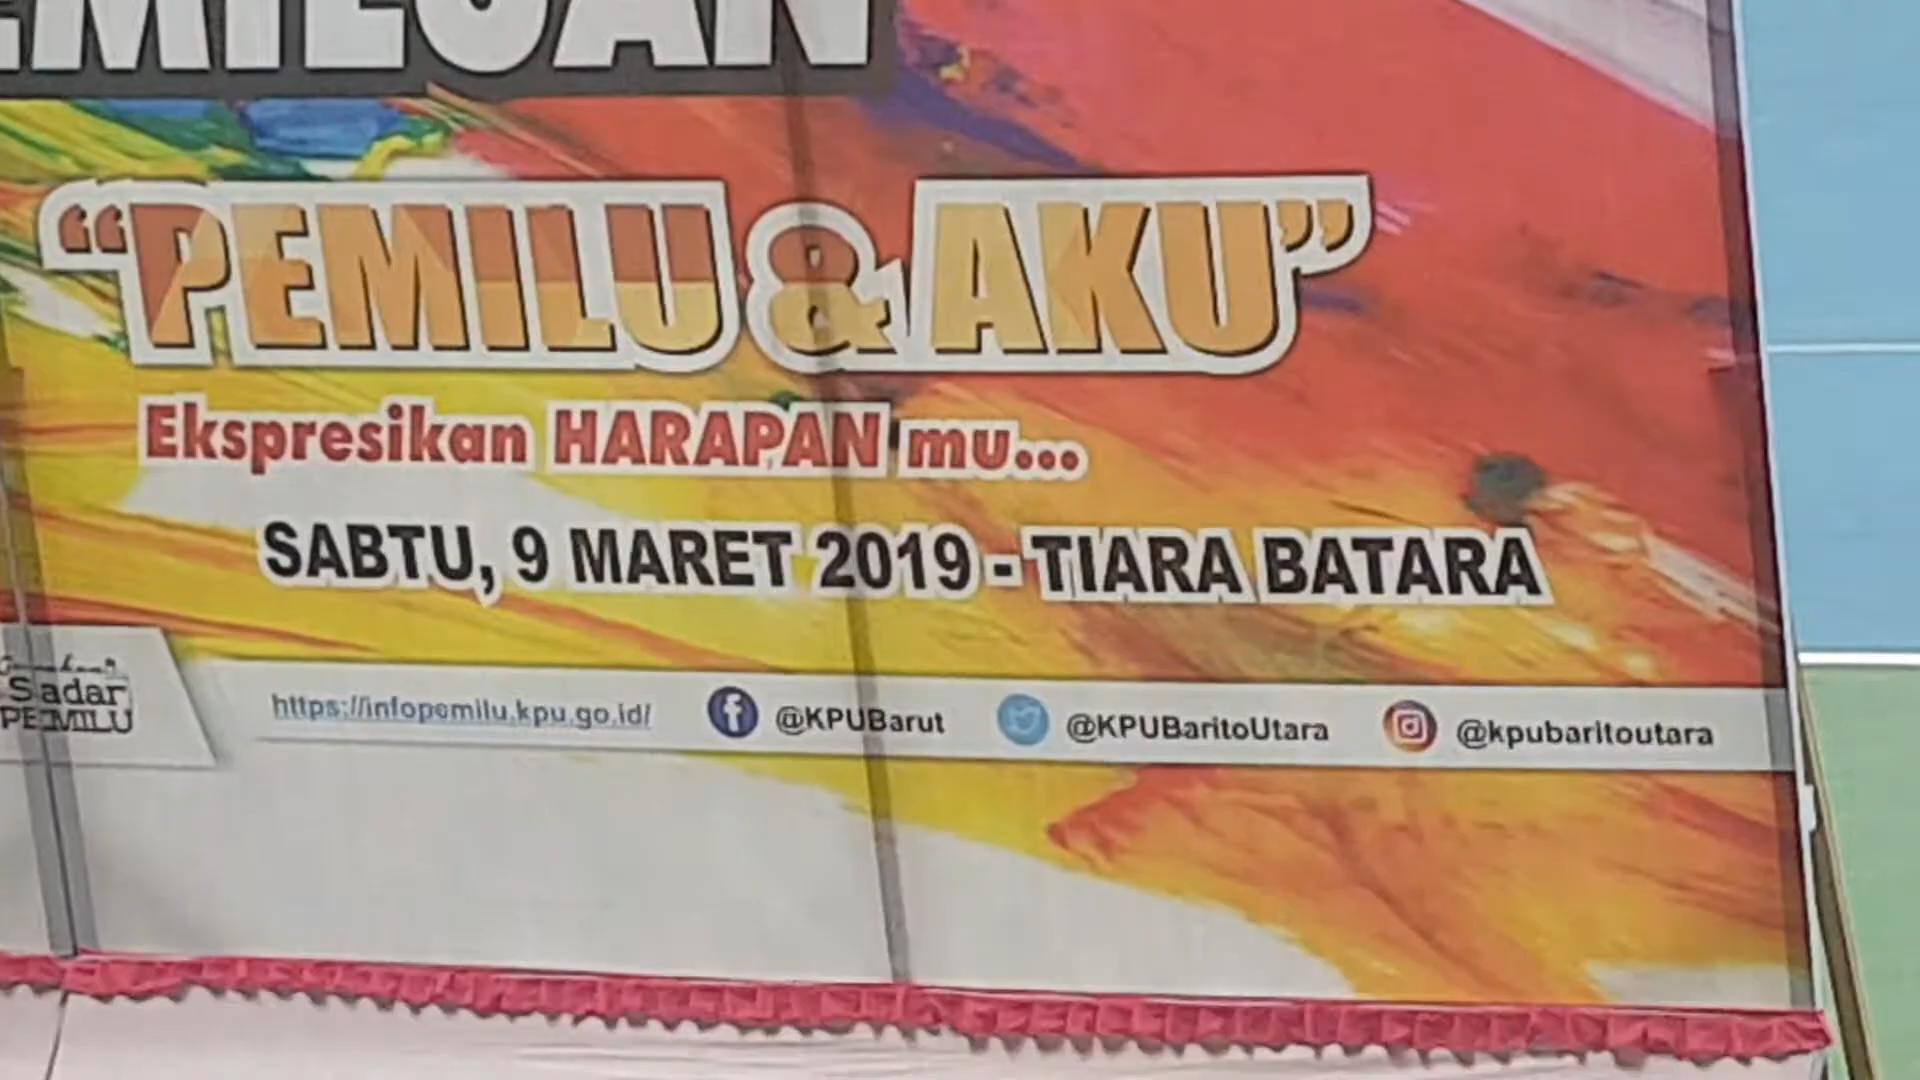 “PEMILU & AKU”
Ekspresikan HARAPAN mu...
SABTU, 9 MARET 2019 - TIARA BATARA
Sadar
PEMILU
https://infopemilu.kpu.go.id/ @KPUBarut @KPUBaritoUtara @kpubaritoutara